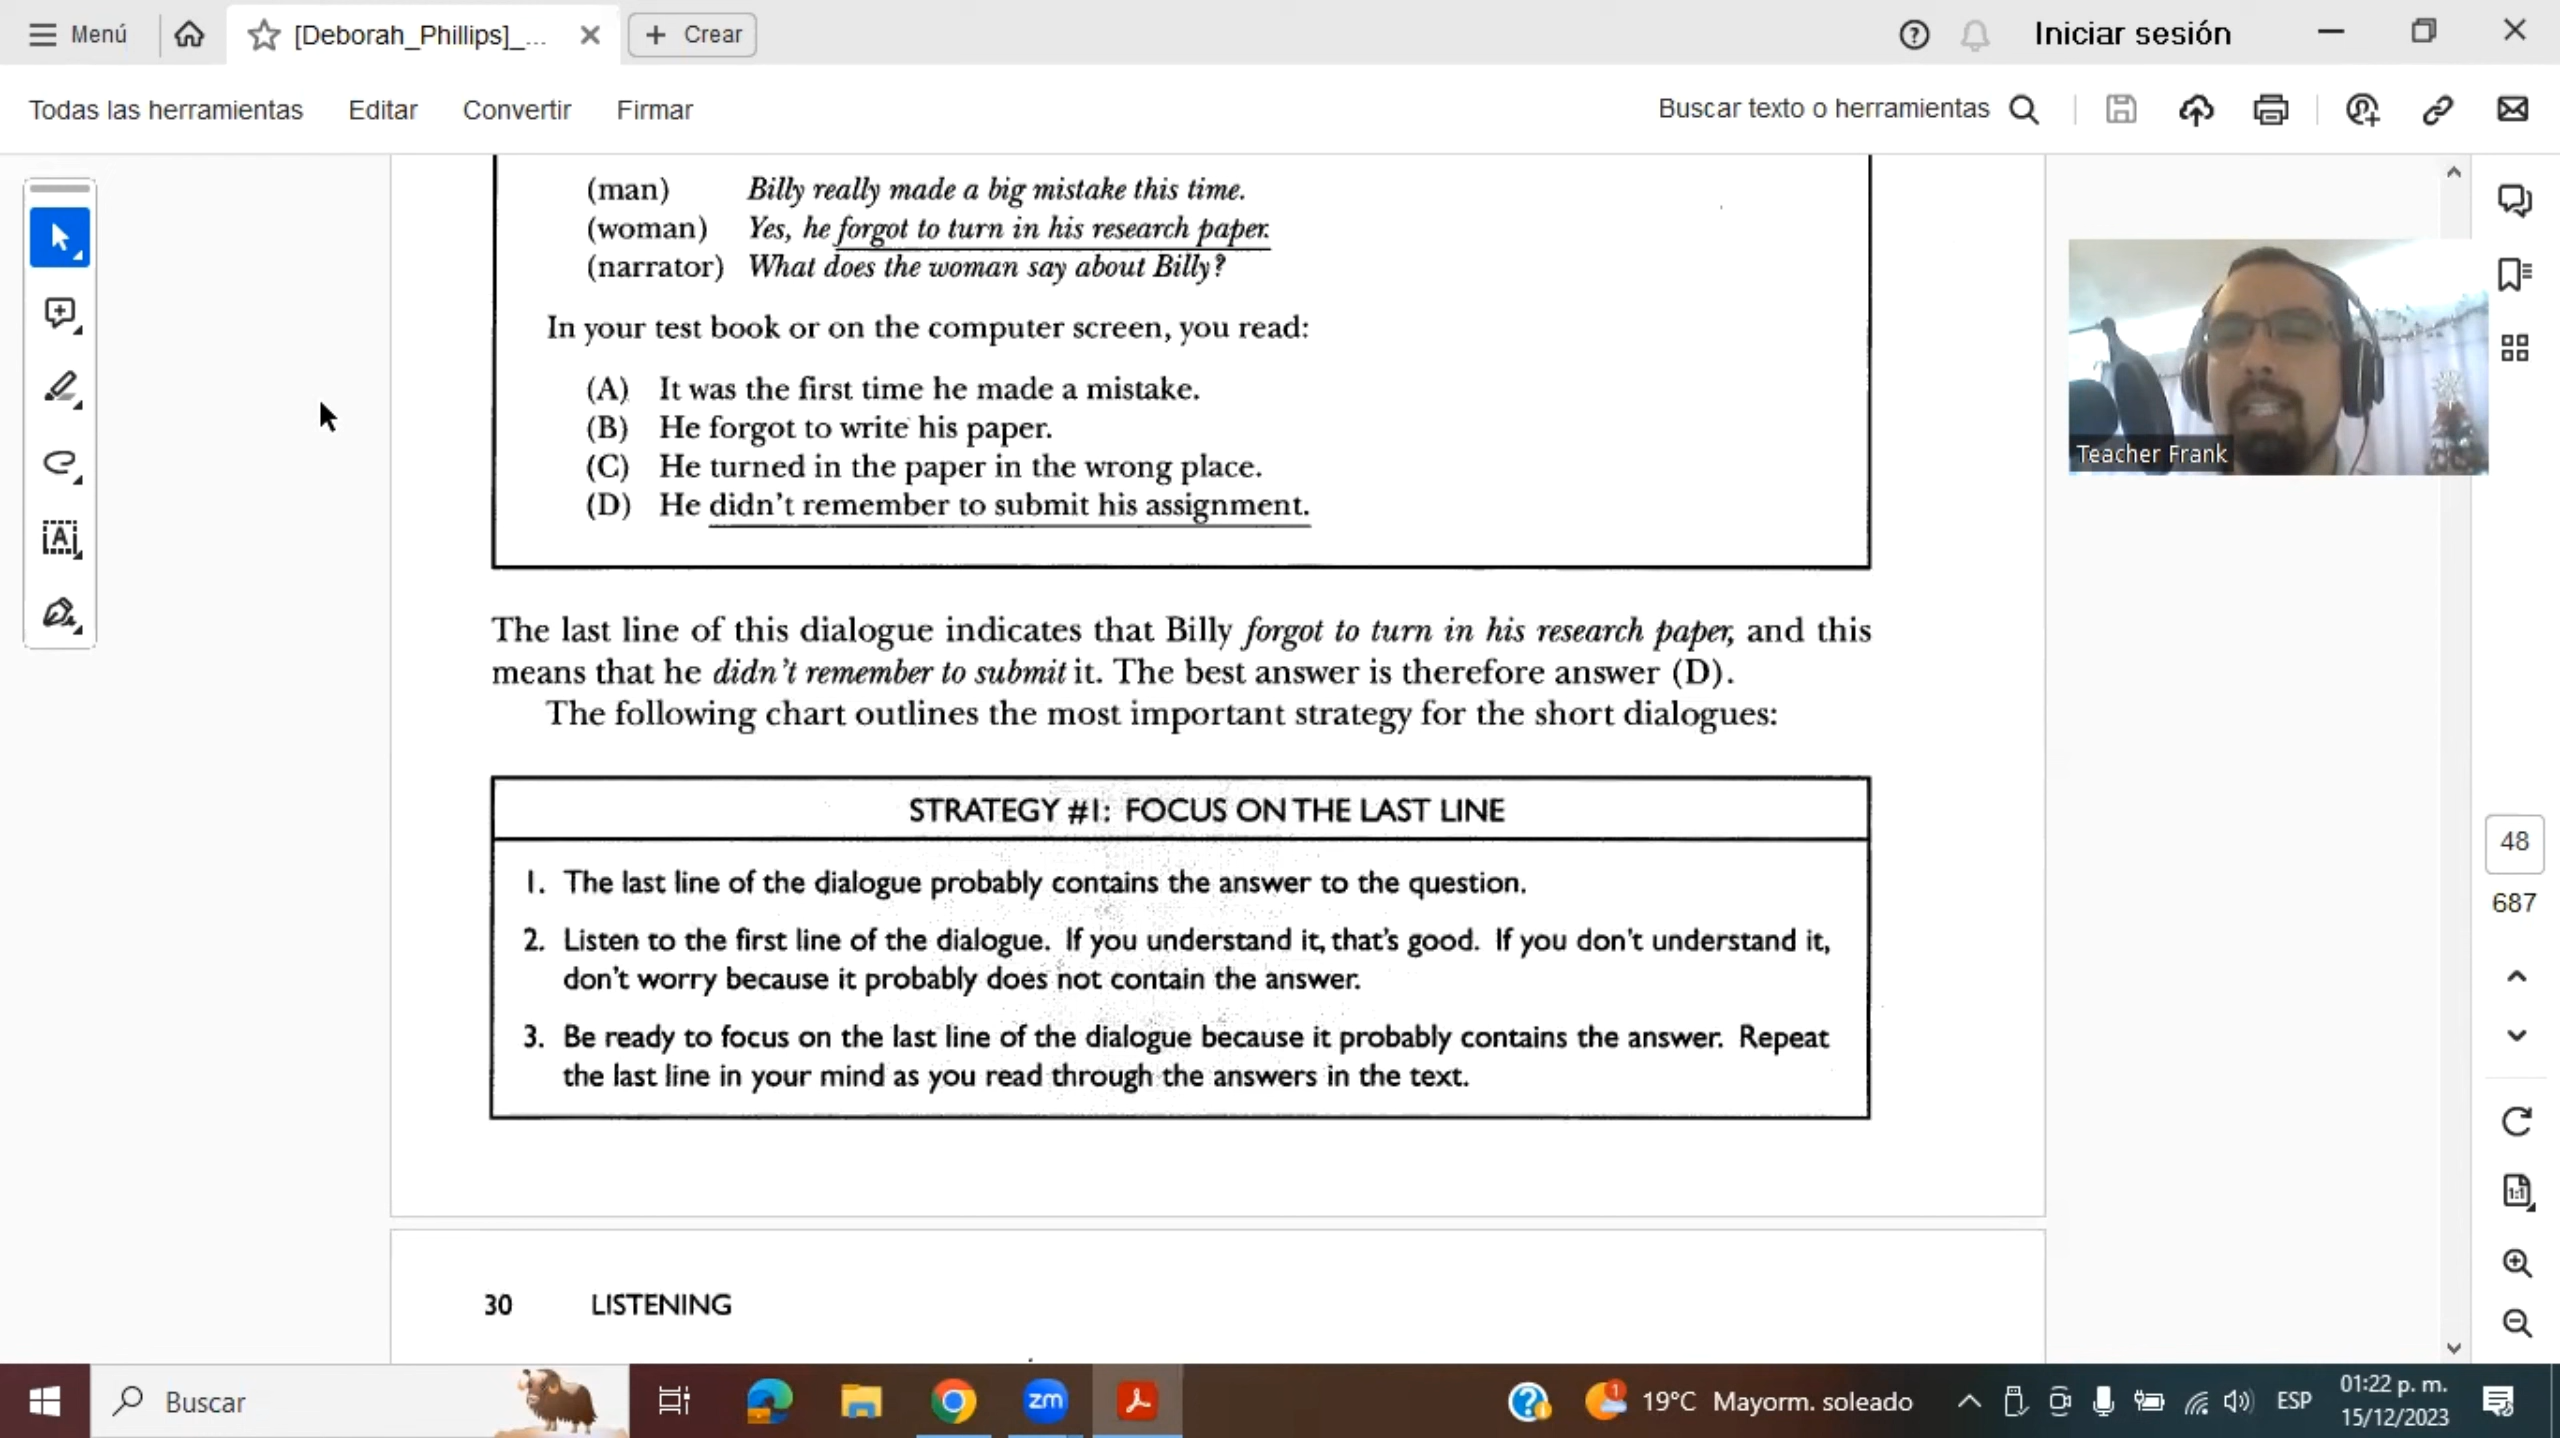 Menú
[Deborah_Phillips]_...
Crear
Iniciar sesión
Todas las herramientas
Editar
Convertir
Firmar
Buscar texto o herramientas
(man) Billy really made a big mistake this time.
(woman) Yes, he forgot to turn in his research paper.
(narrator) What does the woman say about Billy?
In your test book or on the computer screen, you read:
(A) It was the first time he made a mistake.
(B) He forgot to write his paper.
(C) He turned in the paper in the wrong place.
(D) He didn't remember to submit his assignment.
Teacher Frank
The last line of this dialogue indicates that Billy forgot to turn in his research paper, and this
means that he didn't remember to submit it. The best answer is therefore answer (D).
The following chart outlines the most important strategy for the short dialogues:
STRATEGY #1: FOCUS ON THE LAST LINE
1. The last line of the dialogue probably contains the answer to the question.
2. Listen to the first line of the dialogue. If you understand it, that's good. If you don't understand it,
don't worry because it probably does not contain the answer.
3. Be ready to focus on the last line of the dialogue because it probably contains the answer. Repeat
the last line in your mind as you read through the answers in the text.
48
687
30 LISTENING
Buscar
zm
1
19°C Mayorm. soleado
ESP
01:22 p. m.
15/12/2023